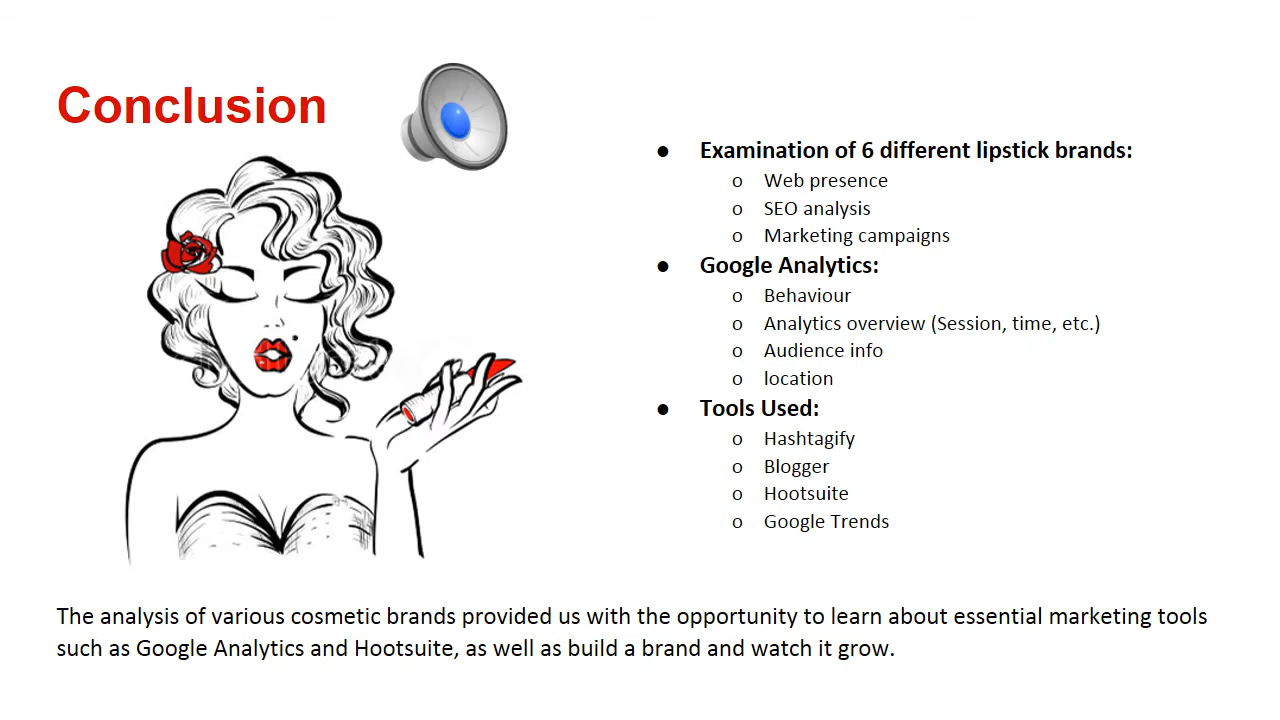 Conclusion
● Examination of 6 different lipstick brands:
o Web presence
o SEO analysis
o Marketing campaigns
● Google Analytics:
o Behaviour
o Analytics overview (Session, time, etc.)
o Audience info
o location
● Tools Used:
o Hashtagify
o Blogger
o Hootsuite
o Google Trends
The analysis of various cosmetic brands provided us with the opportunity to learn about essential marketing tools
such as Google Analytics and Hootsuite, as well as build a brand and watch it grow.